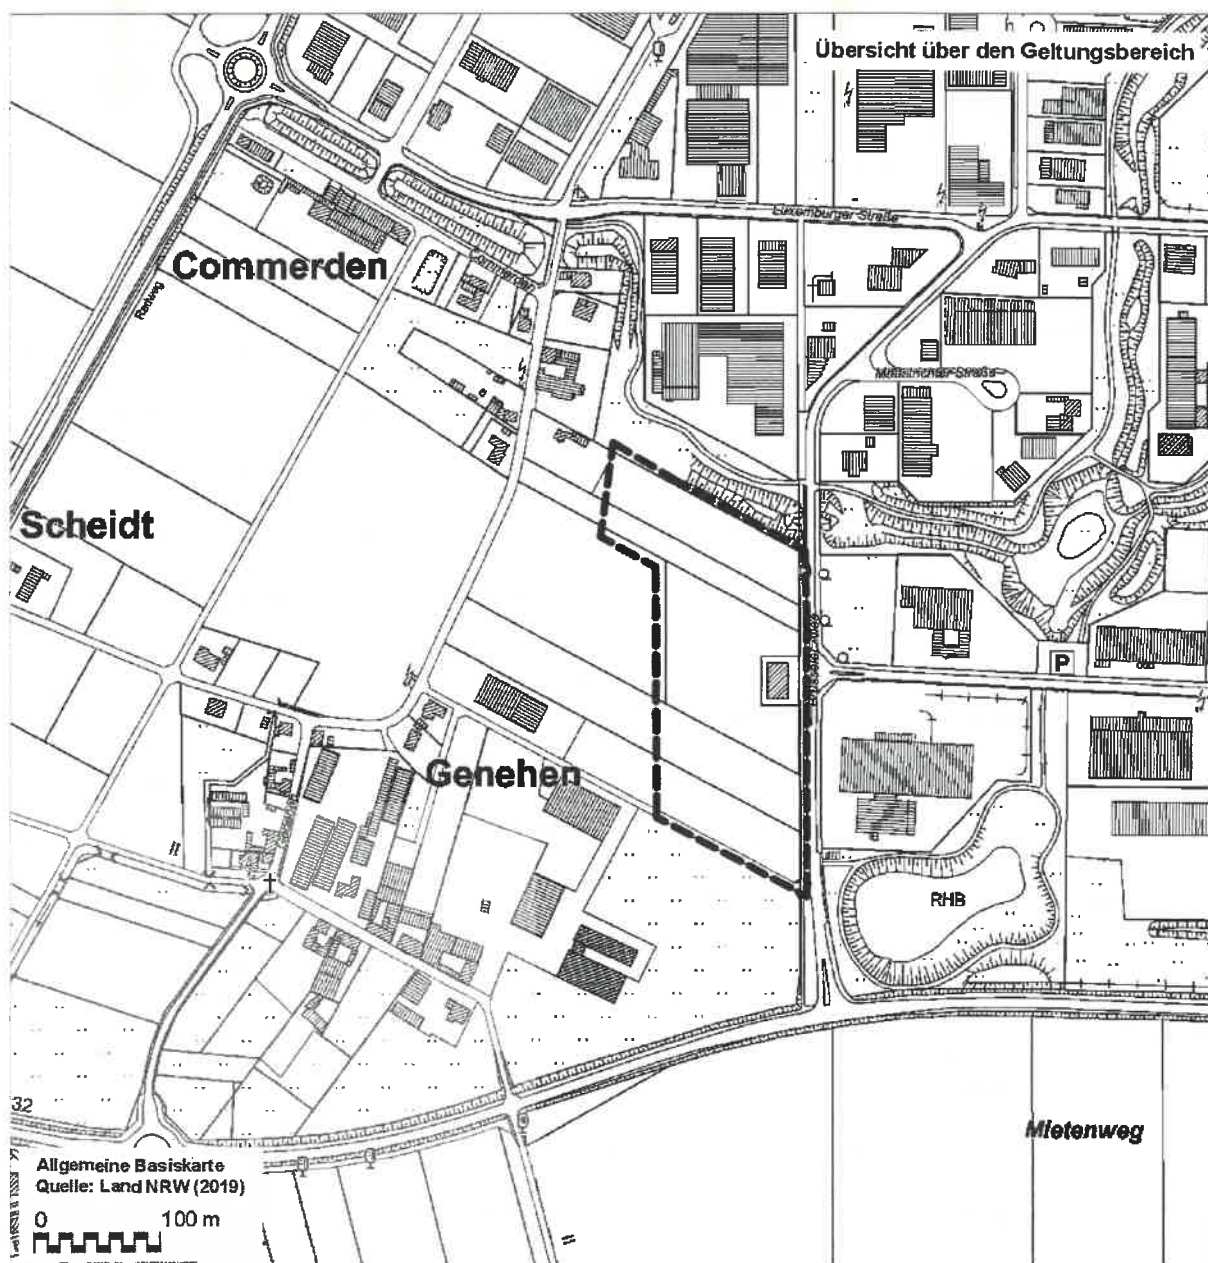 Übersicht über den Geltungsbereich
Luxemburger Straße
Commerden
Radweg
Scheidt
P
Genehen
RHB
Mietenweg
32
Allgemeine Basiskarte
Quelle: Land NRW (2019)
0 100 m